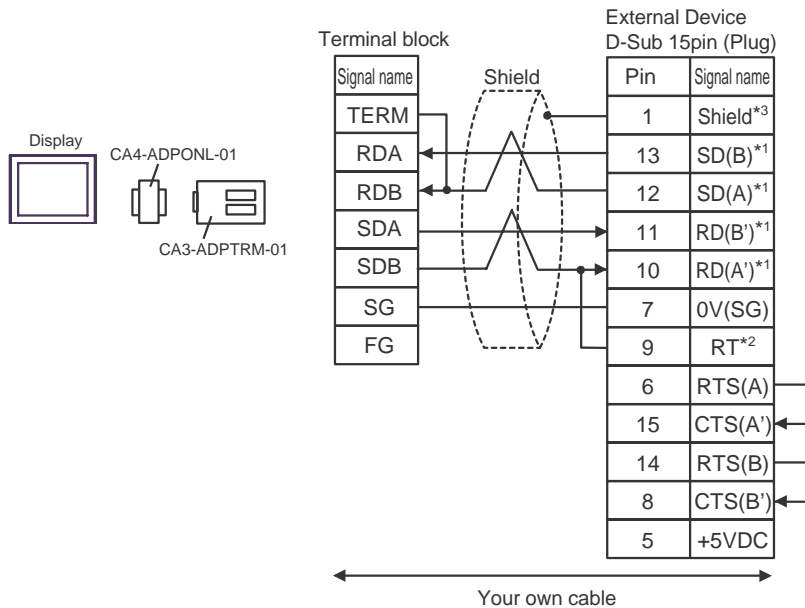 External Device
D-Sub 15pin (Plug)
Terminal block
Signal name
TERM
RDA
RDB
SDA
SDB
SG
FG
Shield
Pin Signal name
1 Shield*3
13 SD(B)*1
12 SD(A)*1
11 RD(B')*1
10 RD(A')*1
7 0V(SG)
9 RT*2
6 RTS(A)
15 CTS(A')
14 RTS(B)
8 CTS(B')
5 +5VDC
Display
CA4-ADPONL-01
CA3-ADPTRM-01
Your own cable